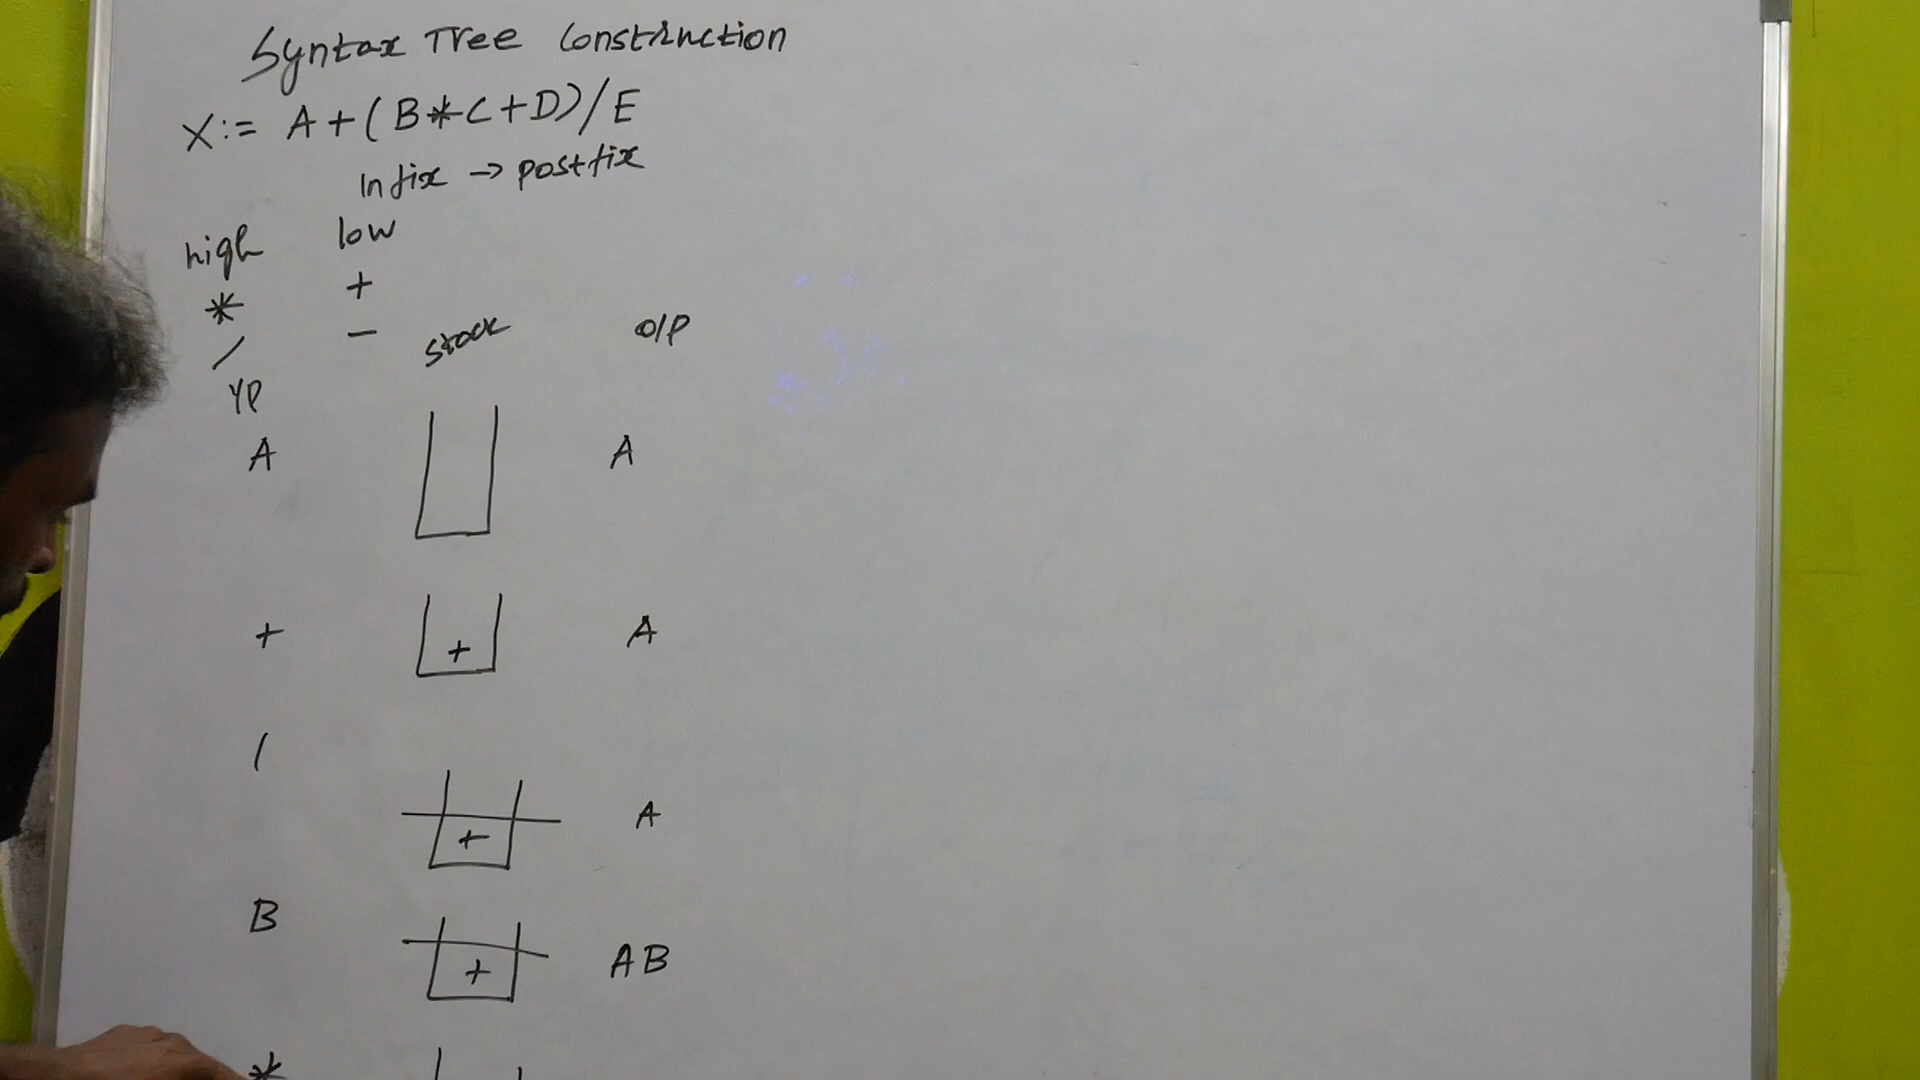 Syntax Tree Construction
X:= A+(B*C+D)/E
Infix → postfix
high low
* +
/ -
I/P stack O/P
A A
+ + A
( + A
B + AB
*